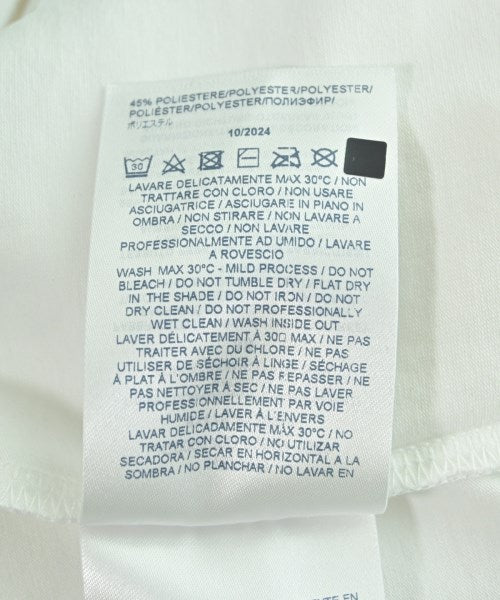 45% POLIESTERE/POLYESTER/POLYESTER/
POLIÉSTER/POLYESTER/ПОЛИЭФИР/
ポリエステル
10/2024
30
LAVARE DELICATAMENTE MAX 30°C / NON
TRATTARE CON CLORO / NON USARE
ASCIUGATRICE / ASCIUGARE IN PIANO IN
OMBRA / NON STIRARE / NON LAVARE A
SECCO / NON LAVARE
PROFESSIONALMENTE AD UMIDO / LAVARE
A ROVESCIO
WASH MAX 30°C - MILD PROCESS / DO NOT
BLEACH / DO NOT TUMBLE DRY / FLAT DRY
IN THE SHADE / DO NOT IRON / DO NOT
DRY CLEAN / DO NOT PROFESSIONALLY
WET CLEAN / WASH INSIDE OUT
LAVER DÉLICATEMENT À 30□ MAX / NE PAS
TRAITER AVEC DU CHLORE / NE PAS
UTILISER DE SÉCHOIR À LINGE / SÉCHAGE
À PLAT À L'OMBRE / NE PAS REPASSER / NE
PAS NETTOYER À SEC / NE PAS LAVER
PROFESSIONNELLEMENT PAR VOIE
HUMIDE / LAVER À L'ENVERS
LAVAR DELICADAMENTE MÁX 30°C / NO
TRATAR CON CLORO / NO UTILIZAR
SECADORA / SECAR EN HORIZONTAL A LA
SOMBRA / NO PLANCHAR / NO LAVAR EN